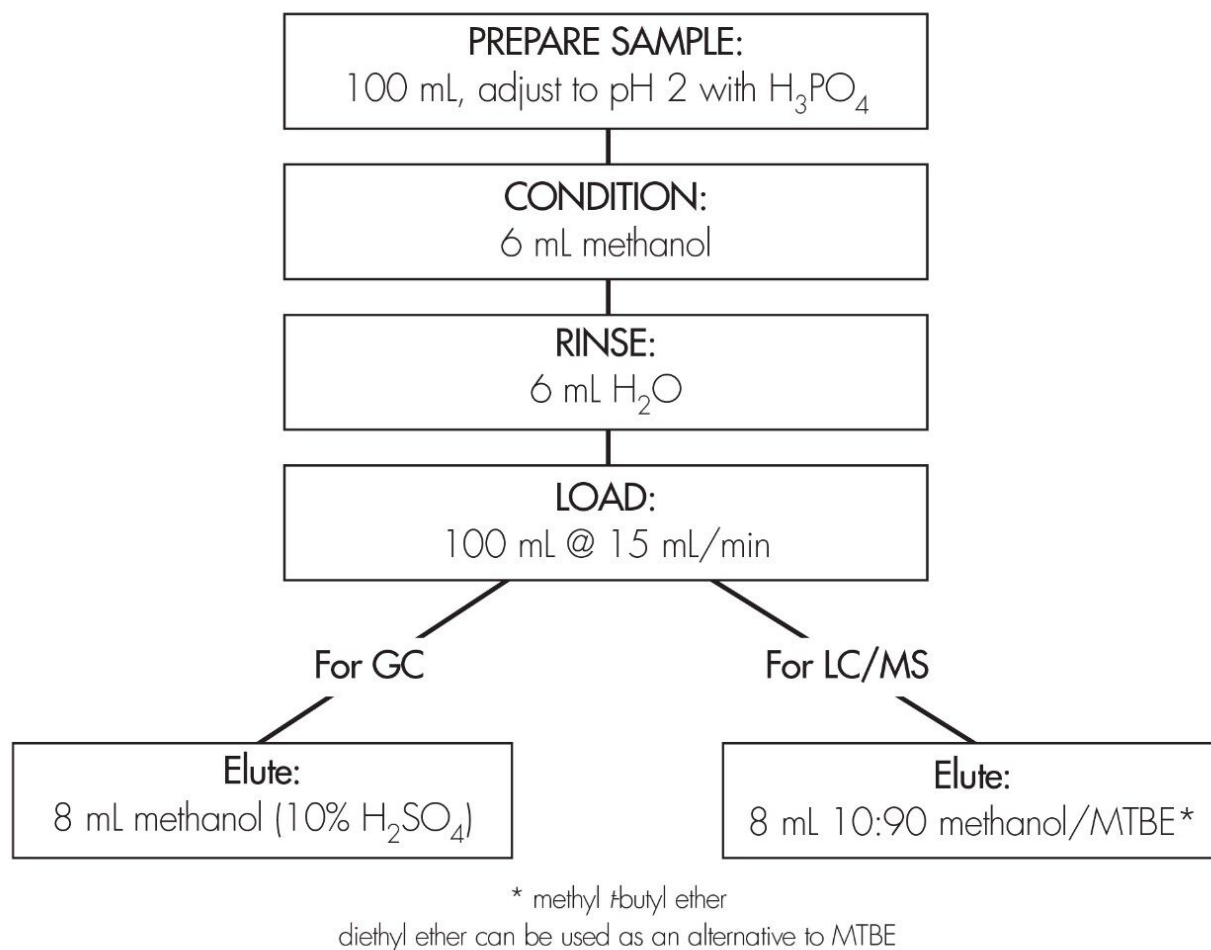 PREPARE SAMPLE:
100 mL, adjust to pH 2 with H₃PO₄
CONDITION:
6 mL methanol
RINSE:
6 mL H₂O
LOAD:
100 mL @ 15 mL/min
For GC
For LC/MS
Elute:
8 mL methanol (10% H₂SO₄)
Elute:
8 mL 10:90 methanol/MTBE*
* methyl t-butyl ether
diethyl ether can be used as an alternative to MTBE